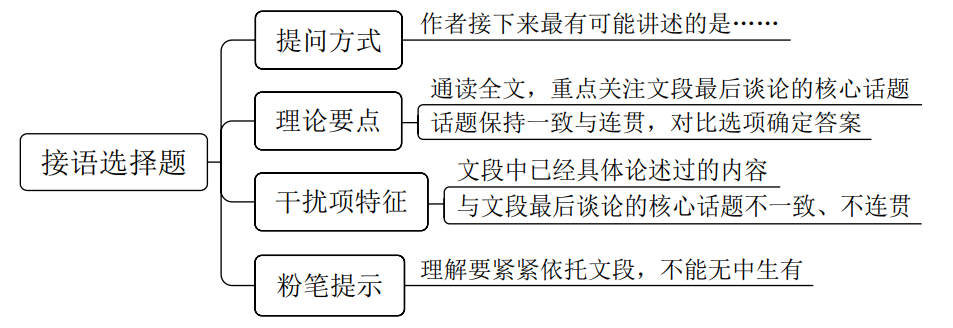 接语选择题
提问方式
作者接下来最有可能讲述的是……
理论要点
通读全文，重点关注文段最后谈论的核心话题
话题保持一致与连贯，对比选项确定答案
干扰项特征
文段中已经具体论述过的内容
与文段最后谈论的核心话题不一致、不连贯
粉笔提示
理解要紧紧依托文段，不能无中生有